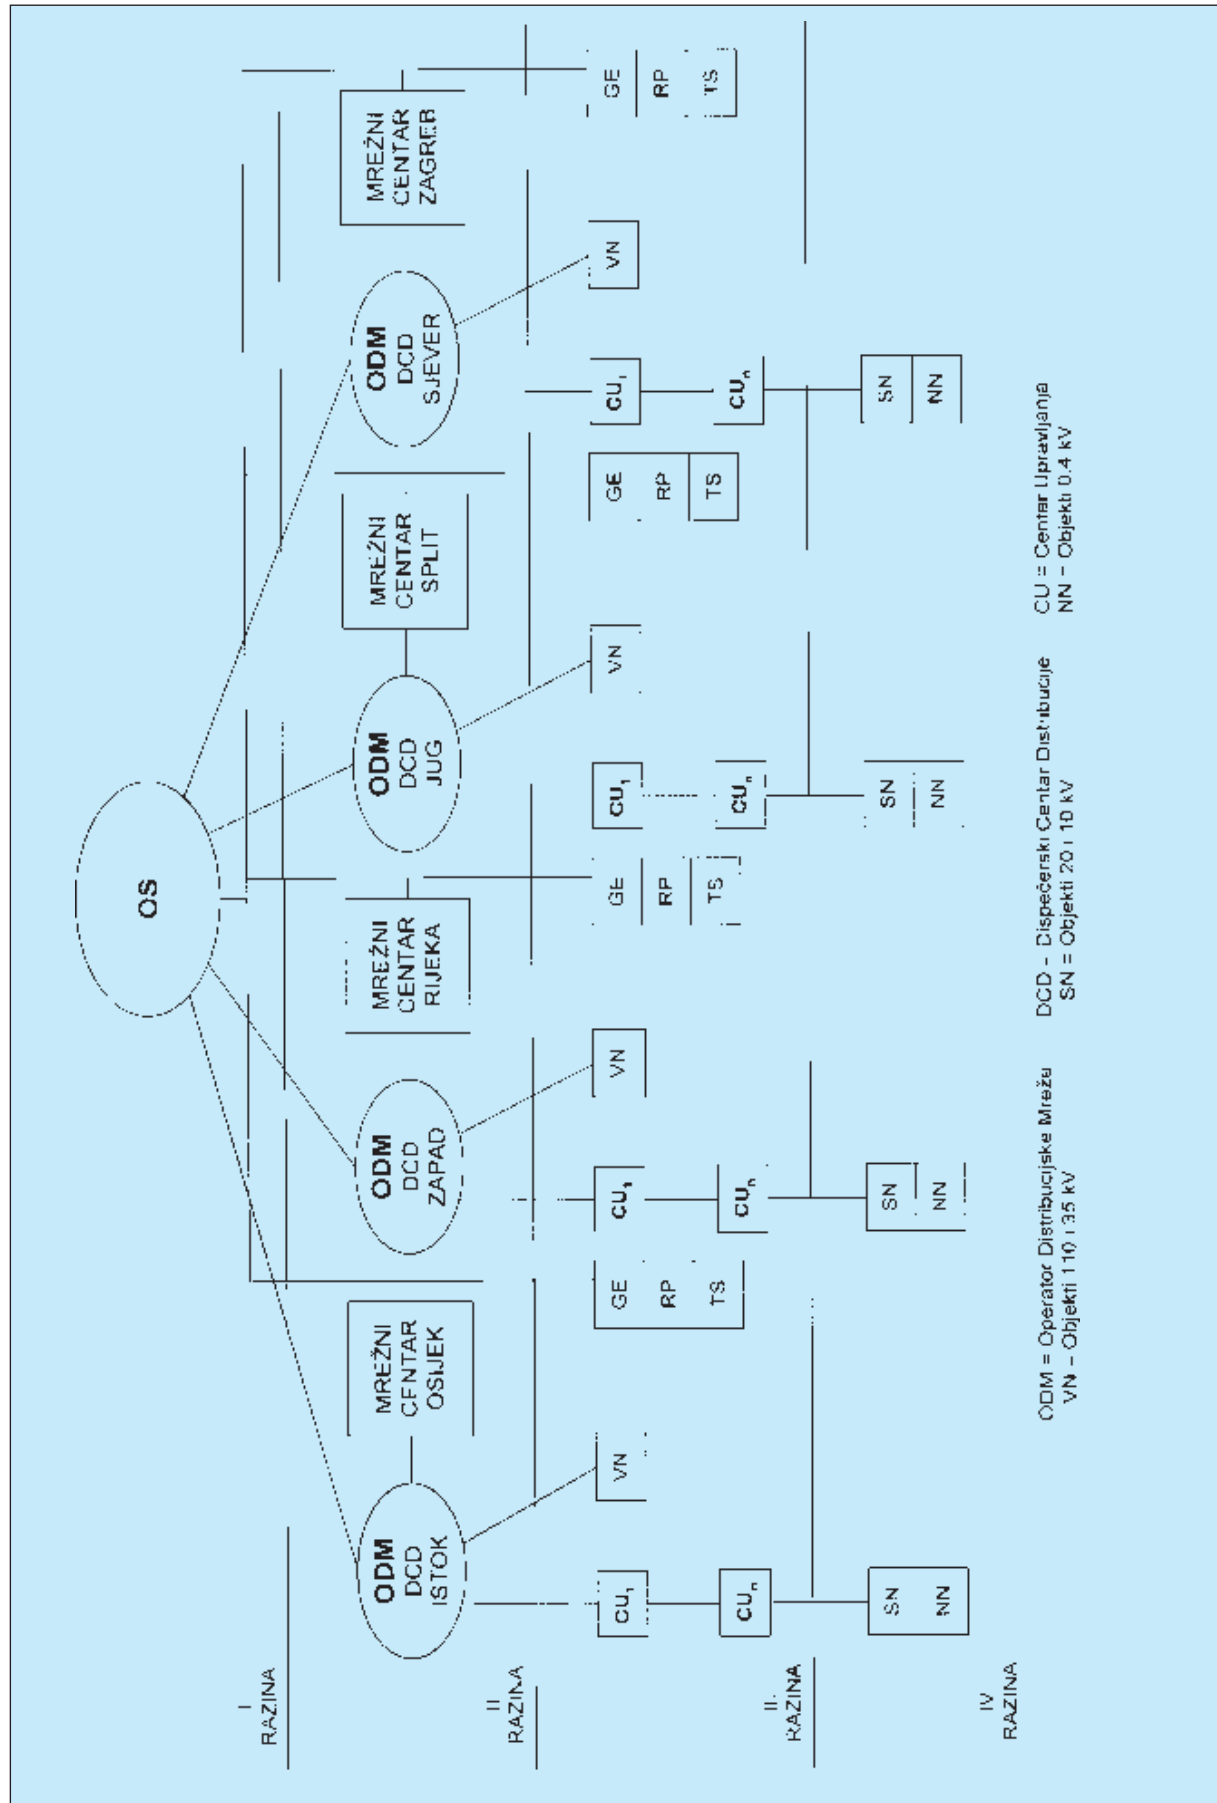 OS
I
RAZINA
ODM
DCD
ISTOK
MREŽNI
CENTAR
OSIJEK
ODM
DCD
ZAPAD
MREŽNI
CENTAR
RIJEKA
ODM
DCD
JUG
MREŽNI
CENTAR
SPLIT
ODM
DCD
SJEVER
MREŽNI
CENTAR
ZAGREB
II
RAZINA
CU₁
VN
GE
RP
TS
CU₁
VN
GE
RP
TS
CU₁
VN
GE
RP
TS
CU₁
VN
GE
RP
TS
CUₙ
CUₙ
CUₙ
CUₙ
II.
RAZINA
SN
NN
SN
NN
SN
NN
SN
NN
IV
RAZINA
ODM = Operator Distribucijske Mreže
VN – Objekti 110 i 35 kV
DCD – Dispečerski Centar Distribucije
SN = Objekti 20 i 10 kV
CU = Centar Upravljanja
NN – Objekti 0.4 kV